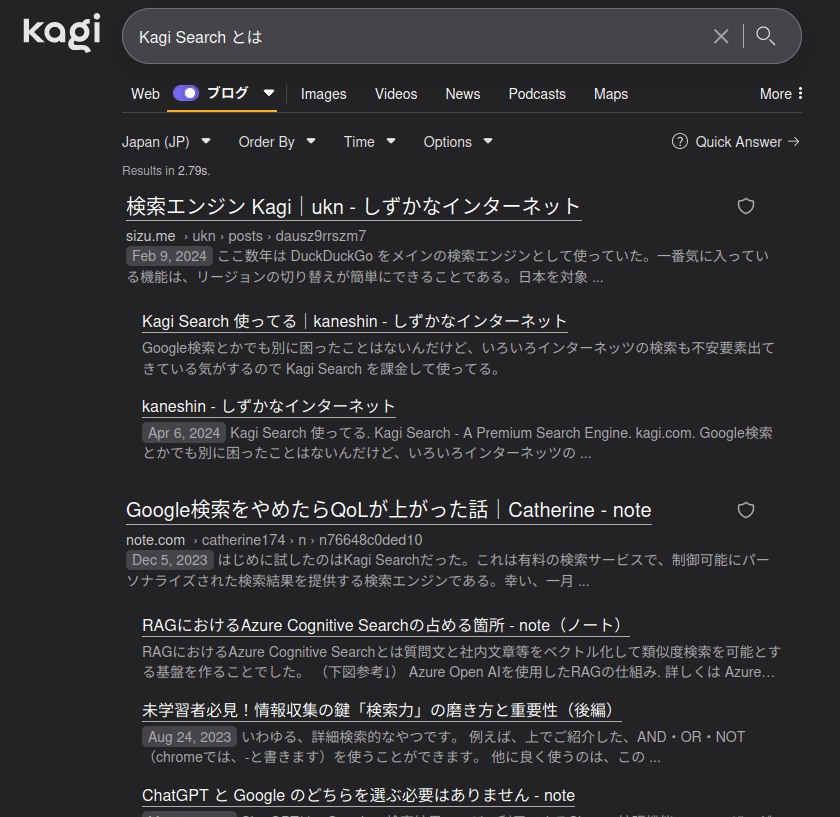 kagi
Kagi Search とは
Web ブログ Images Videos News Podcasts Maps More
Japan (JP) Order By Time Options Quick Answer →
Results in 2.79s.
検索エンジン Kagi｜ukn - しずかなインターネット
sizu.me › ukn › posts › dausz9rrszm7
Feb 9, 2024 ここ数年は DuckDuckGo をメインの検索エンジンとして使っていた。一番気に入ってい
る機能は、リージョンの切り替えが簡単にできることである。日本を対象 ...
Kagi Search 使ってる｜kaneshin - しずかなインターネット
Google検索とかでも別に困ったことはないんだけど、いろいろインターネッツの検索も不安要素出て
きている気がするので Kagi Search を課金して使ってる。
kaneshin - しずかなインターネット
Apr 6, 2024 Kagi Search 使ってる. Kagi Search - A Premium Search Engine. kagi.com. Google検索
とかでも別に困ったことはないんだけど、いろいろインターネッツの ...
Google検索をやめたらQoLが上がった話｜Catherine - note
note.com › catherine174 › n › n76648c0ded10
Dec 5, 2023 はじめに試したのはKagi Searchだった。これは有料の検索サービスで、制御可能にパー
ソナライズされた検索結果を提供する検索エンジンである。幸い、一月 ...
RAGにおけるAzure Cognitive Searchの占める箇所 - note（ノート）
RAGにおけるAzure Cognitive Searchとは質問文と社内文章等をベクトル化して類似度検索を可能とす
る基盤を作ることでした。 （下図参考↓） Azure Open AIを使用したRAGの仕組み. 詳しくは Azure…
未学習者必見！情報収集の鍵「検索力」の磨き方と重要性（後編）
Aug 24, 2023 いわゆる、詳細検索的なやつです。 例えば、上でご紹介した、AND・OR・NOT
（chromeでは、-と書きます）を使うことができます。 他に良く使うのは、この ...
ChatGPT と Google のどちらを選ぶ必要はありません - note